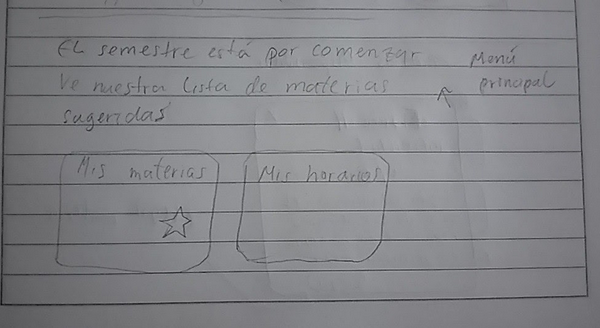 El semestre está por comenzar
Ve nuestra lista de materias
sugeridas
Menú
principal
Mis materias
Mis horarios